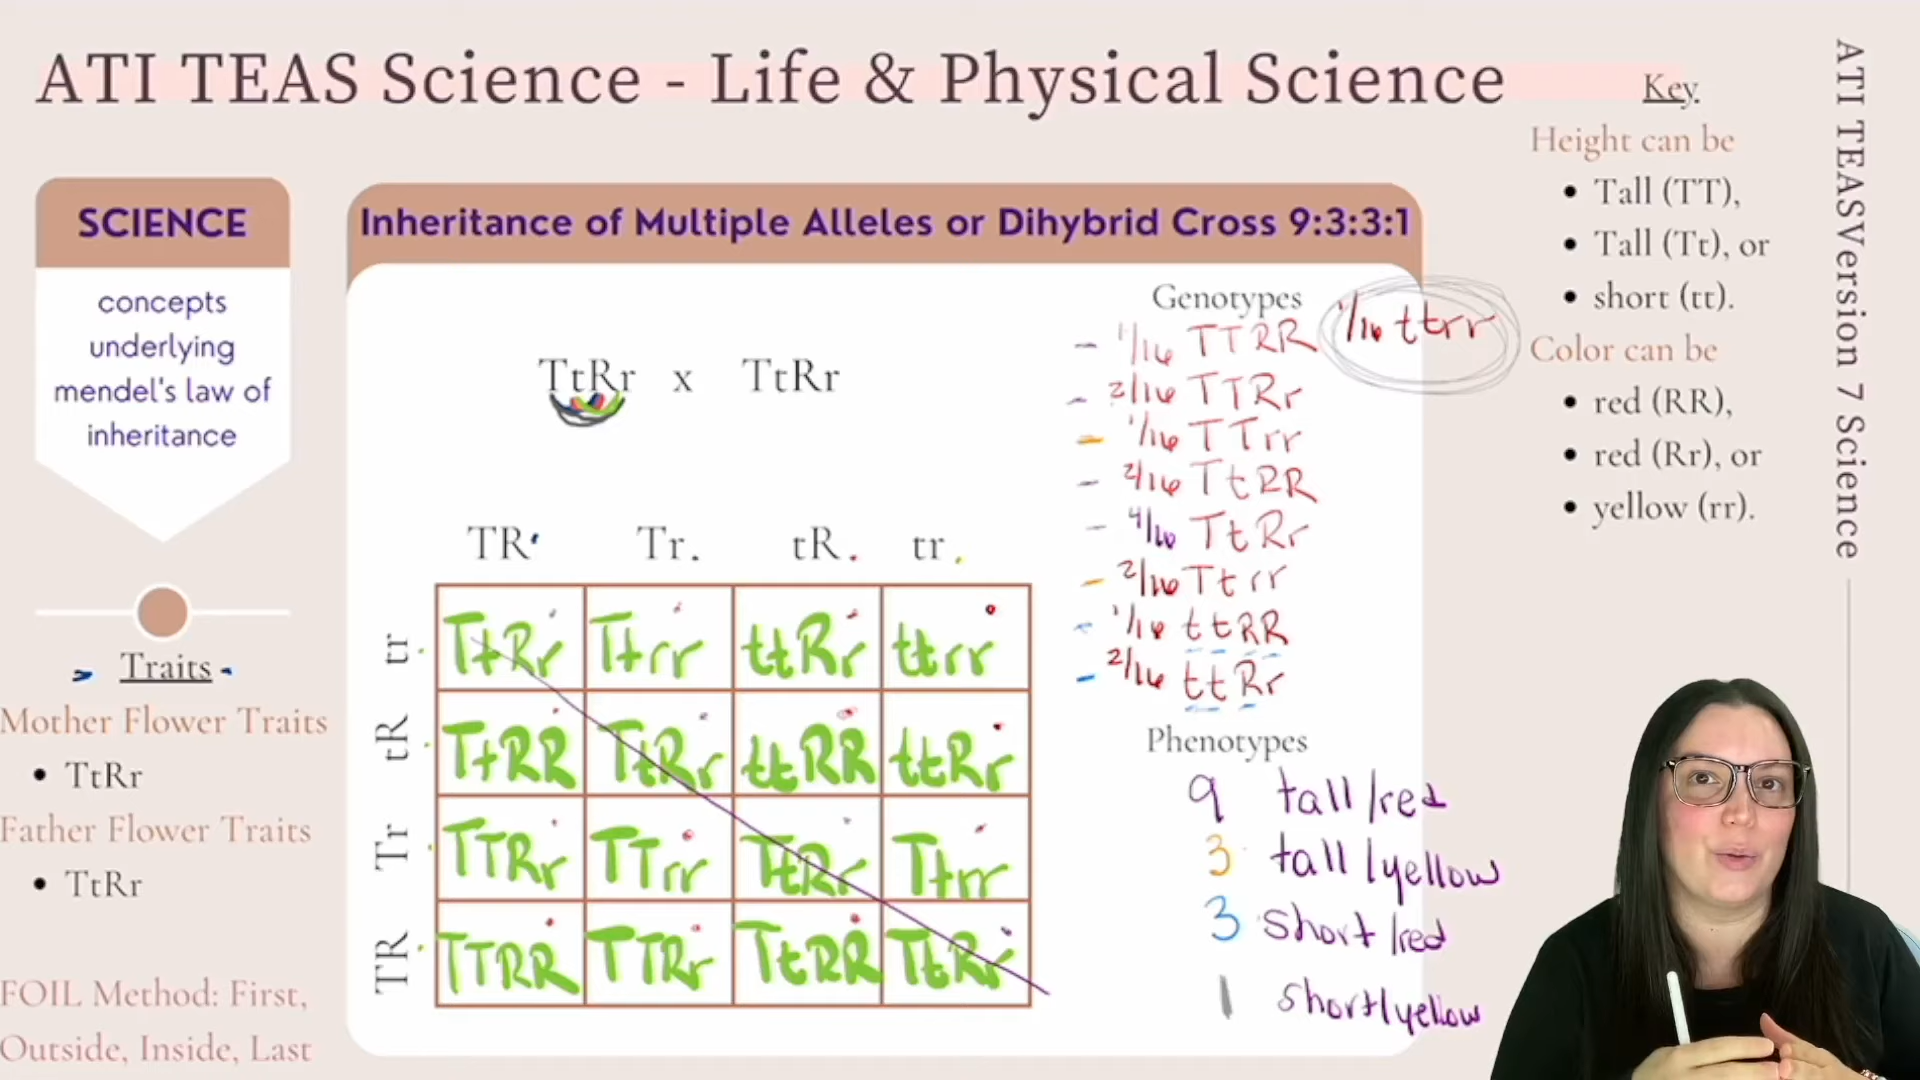 ATI TEAS Science - Life & Physical Science
SCIENCE
concepts
underlying
mendel's law of
inheritance
Traits
Mother Flower Traits
• TtRr
Father Flower Traits
• TtRr
FOIL Method: First,
Outside, Inside, Last
Inheritance of Multiple Alleles or Dihybrid Cross 9:3:3:1
TtRr x TtRr
TR Tr tR tr
tr TtRr Ttrr ttRr ttrr
tR TtRR TtRr ttRR ttRr
Tr TTRr TTrr TtRr Ttrr
TR TTRR TTRr TtRR TtRr
Genotypes
1/16 TTRR 1/16 ttrr
2/16 TTRr
1/16 TTrr
2/16 TtRR
4/16 TtRr
2/16 Ttrr
1/16 ttRR
2/16 ttRr
Phenotypes
9 tall/red
3 tall/yellow
3 short/red
1 short/yellow
Key
Height can be
• Tall (TT),
• Tall (Tt), or
• short (tt).
Color can be
• red (RR),
• red (Rr), or
• yellow (rr).
ATI TEASVersion 7 Science